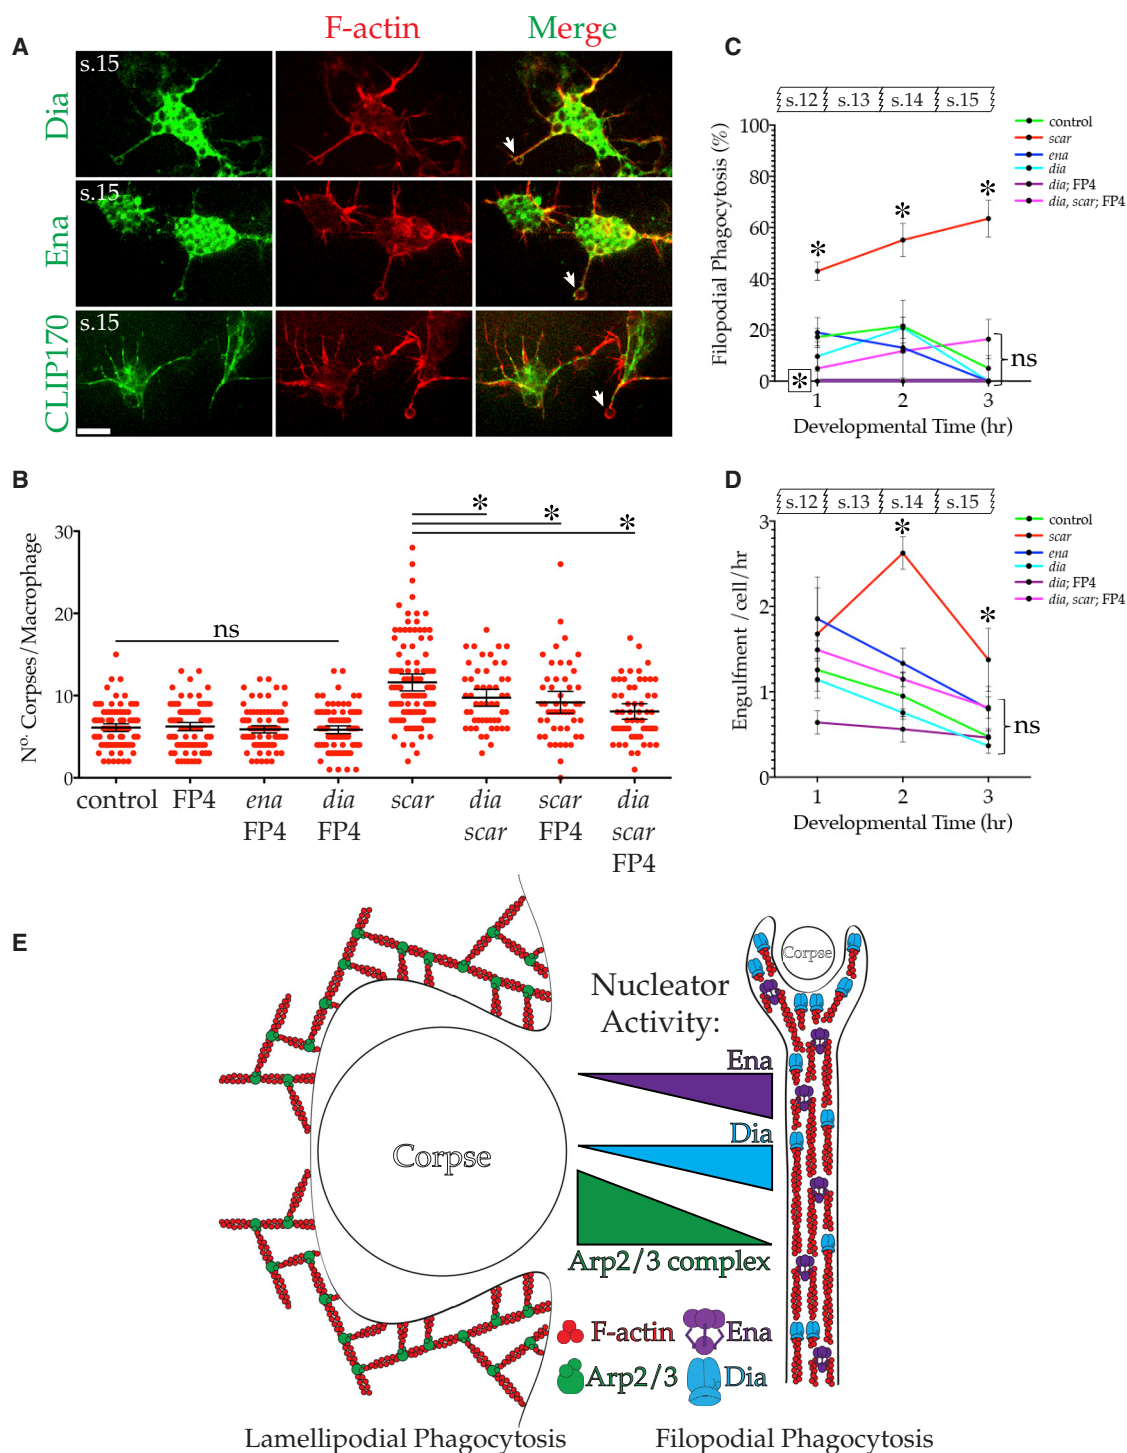 A
F-actin
Merge
Dia
s.15
Ena
s.15
CLIP170
s.15
B
Nº. Corpses/Macrophage
30
20
10
0
ns
*
*
*
control
FP4
ena
FP4
dia
FP4
scar
dia
scar
scar
FP4
dia
scar
FP4
C
s.12
s.13
s.14
s.15
Filopodial Phagocytosis (%)
100
80
60
40
20
0
*
*
*
*
ns
1
2
3
Developmental Time (hr)
control
scar
ena
dia
dia; FP4
dia, scar; FP4
D
s.12
s.13
s.14
s.15
Engulfment /cell/hr
3
2
1
0
*
*
ns
1
2
3
Developmental Time (hr)
control
scar
ena
dia
dia; FP4
dia, scar; FP4
E
Corpse
Nucleator
Activity:
Ena
Dia
Arp2/3 complex
Corpse
F-actin
Ena
Arp2/3
Dia
Lamellipodial Phagocytosis
Filopodial Phagocytosis